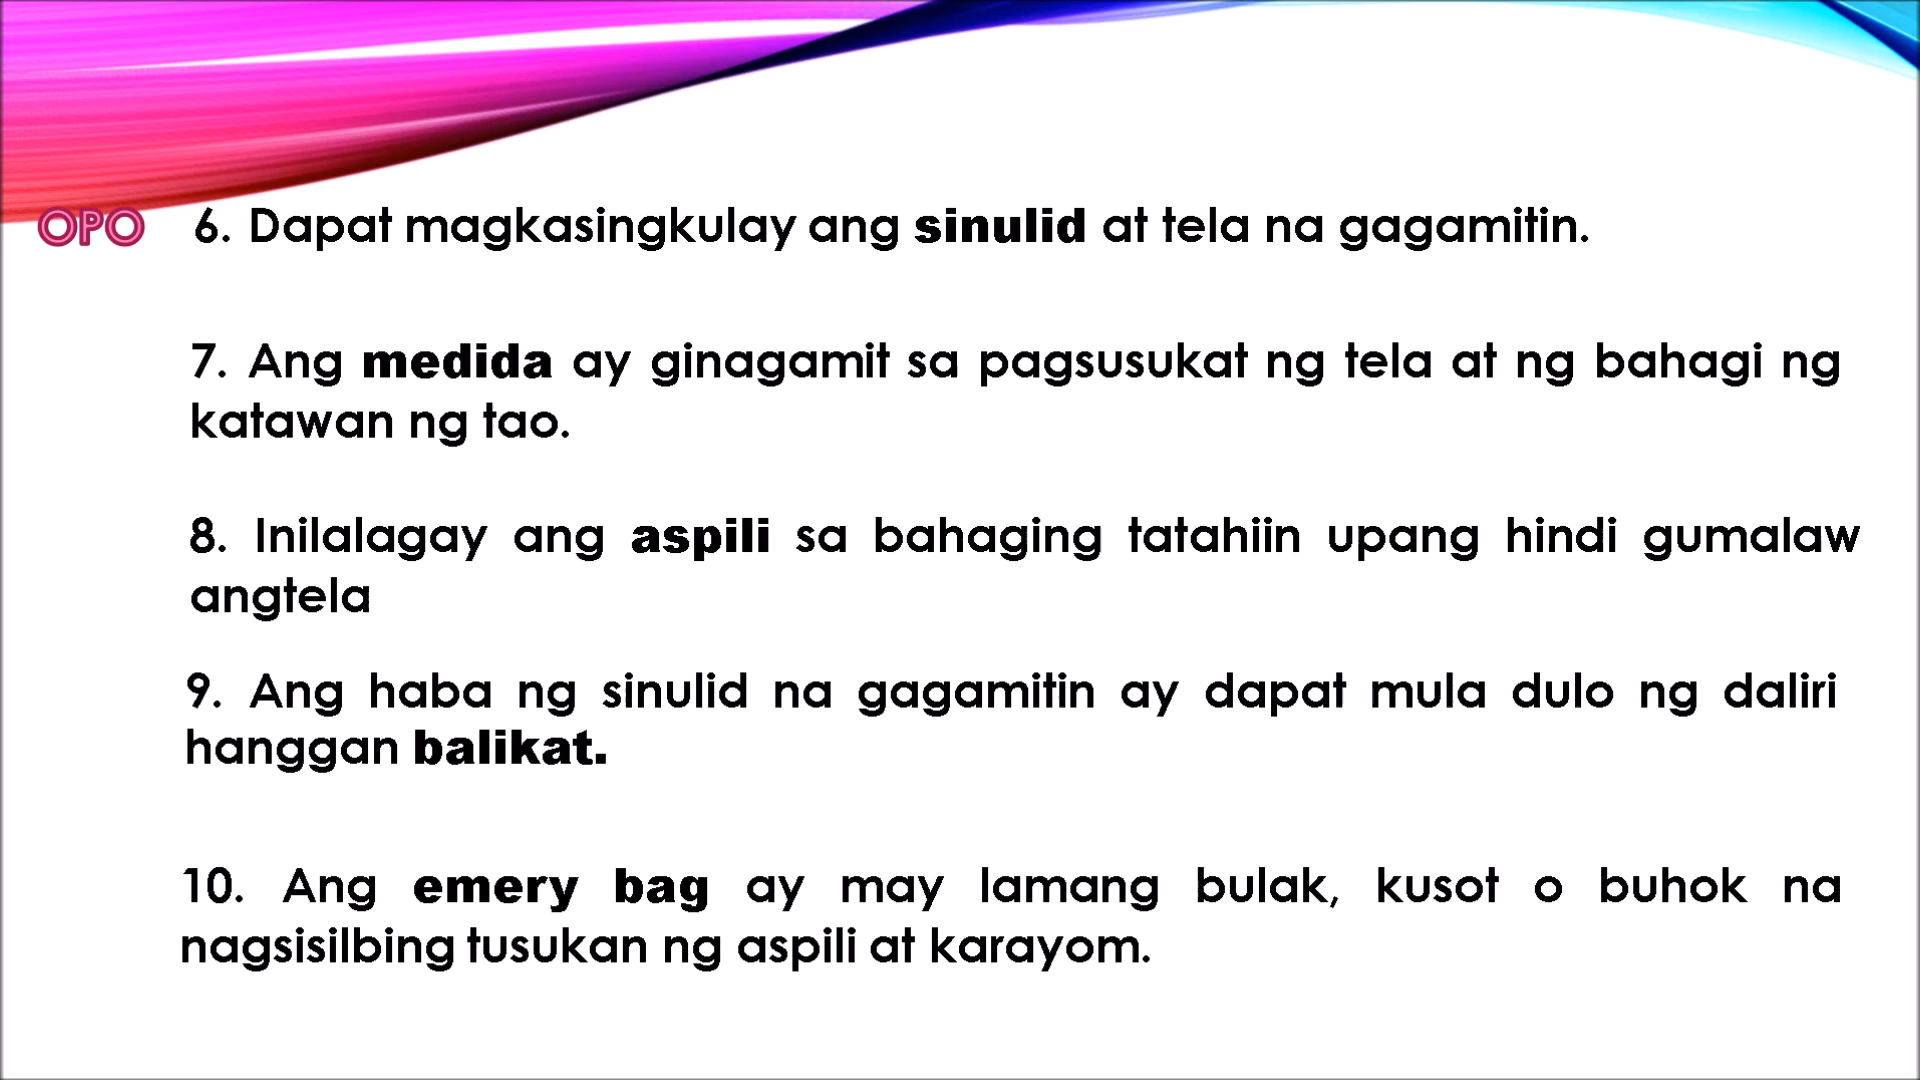 OPO 6. Dapat magkasingkulay ang sinulid at tela na gagamitin.
7. Ang medida ay ginagamit sa pagsusukat ng tela at ng bahagi ng
katawan ng tao.
8. Inilalagay ang aspili sa bahaging tatahiin upang hindi gumalaw
angtela
9. Ang haba ng sinulid na gagamitin ay dapat mula dulo ng daliri
hanggan balikat.
10. Ang emery bag ay may lamang bulak, kusot o buhok na
nagsisilbing tusukan ng aspili at karayom.